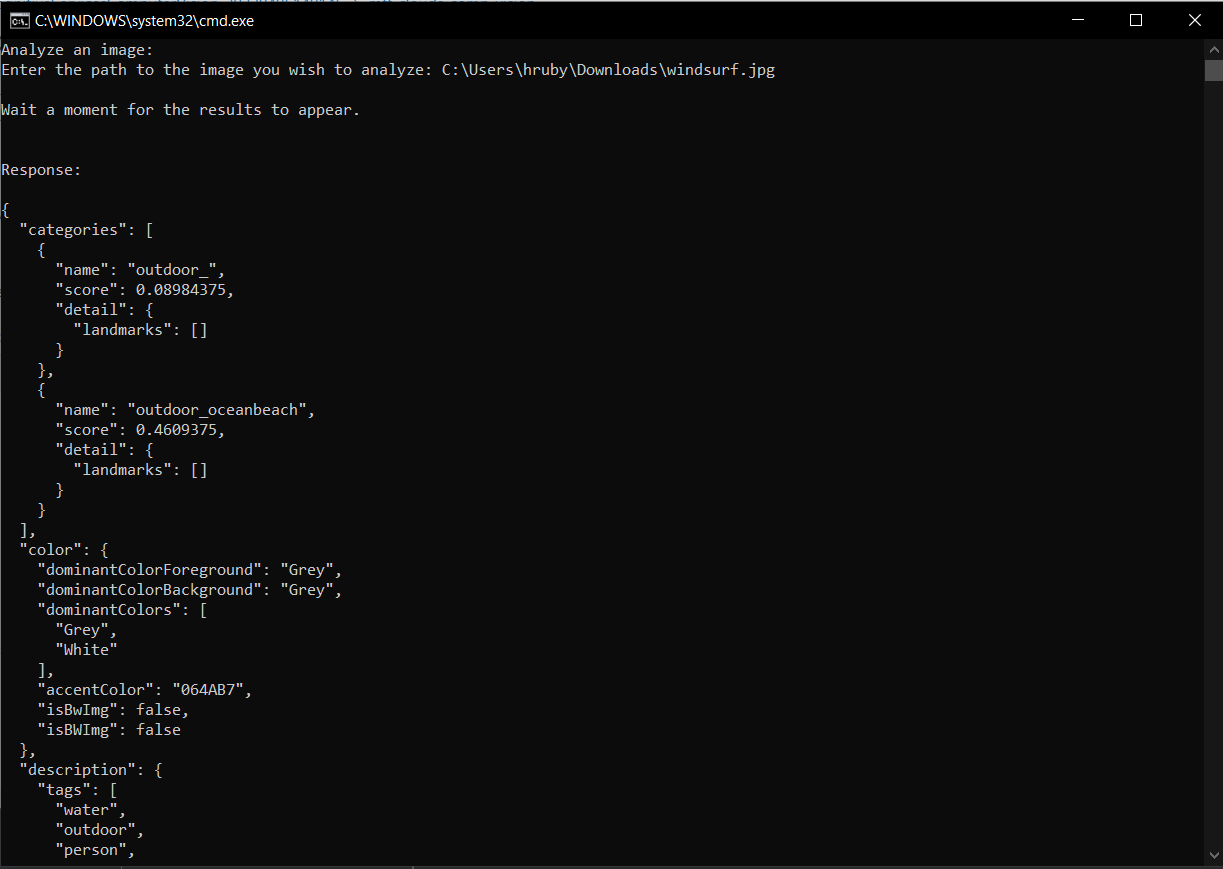 C:\WINDOWS\system32\cmd.exe
Analyze an image:
Enter the path to the image you wish to analyze: C:\Users\hruby\Downloads\windsurf.jpg
Wait a moment for the results to appear.
Response:
{
  "categories": [
    {
      "name": "outdoor_",
      "score": 0.08984375,
      "detail": {
        "landmarks": []
      }
    },
    {
      "name": "outdoor_oceanbeach",
      "score": 0.4609375,
      "detail": {
        "landmarks": []
      }
    }
  ],
  "color": {
    "dominantColorForeground": "Grey",
    "dominantColorBackground": "Grey",
    "dominantColors": [
      "Grey",
      "White"
    ],
    "accentColor": "064AB7",
    "isBwImg": false,
    "isBWImg": false
  },
  "description": {
    "tags": [
      "water",
      "outdoor",
      "person",